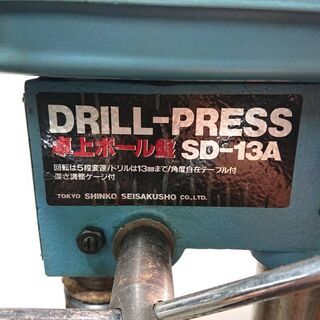 DRILL-PRESS
卓上ボール盤 SD-13A
回転は5段変速/ドリルは13㎜まで/角度自在テーブル付
深さ調整ゲージ付
TOKYO SHINKO SEISAKUSHO CO.,LTD.